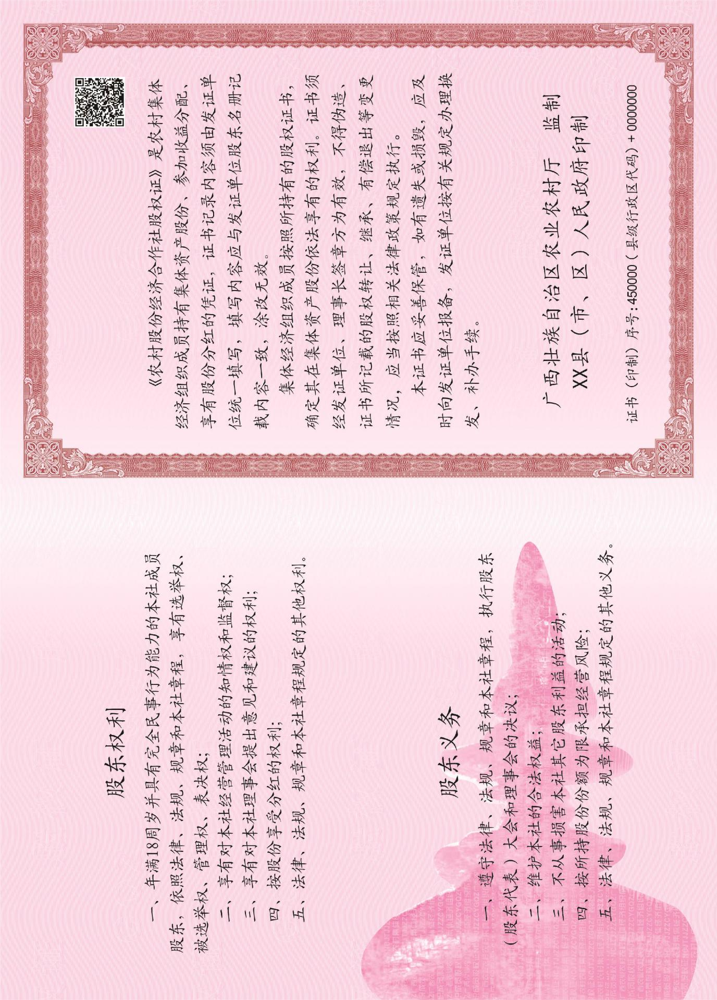 股东权利
一、年满18周岁并具有完全民事行为能力的本社成员
股东，依照法律、法规、规章和本社章程，享有选举权、
被选举权、管理权、表决权；
二、享有对本社经营管理活动的知情权和监督权；
三、享有对本社理事会提出意见和建议的权利；
四、按股份享受分红的权利；
五、法律、法规、规章和本社章程规定的其他权利。
股东义务
一、遵守法律、法规、规章和本社章程，执行股东
（股东代表）大会和理事会的决议；
二、维护本社的合法权益；
三、不从事损害本社其它股东利益的活动；
四、按所持股份份额为限承担经营风险；
五、法律、法规、规章和本社章程规定的其他义务。
《农村股份经济合作社股权证》是农村集体
经济组织成员持有集体资产股份、参加收益分配、
享有股份分红的凭证，证书记录内容须由发证单
位统一填写，填写内容应与发证单位股东名册记
载内容一致，涂改无效。
集体经济组织成员按照所持有的股权证书，
确定其在集体资产股份依法享有的权利。证书须
经发证单位、理事长签章方为有效，不得伪造、
证书所记载的股权转让、继承、有偿退出等变更
情况，应当按照相关法律政策规定执行。
本证书应妥善保管，如有遗失或损毁，应及
时向发证单位报备，发证单位按有关规定办理换
发、补办手续。
广西壮族自治区农业农村厅 监制
XX县（市、区）人民政府印制
证书（印制）序号：450000（县级行政区代码）+0000000